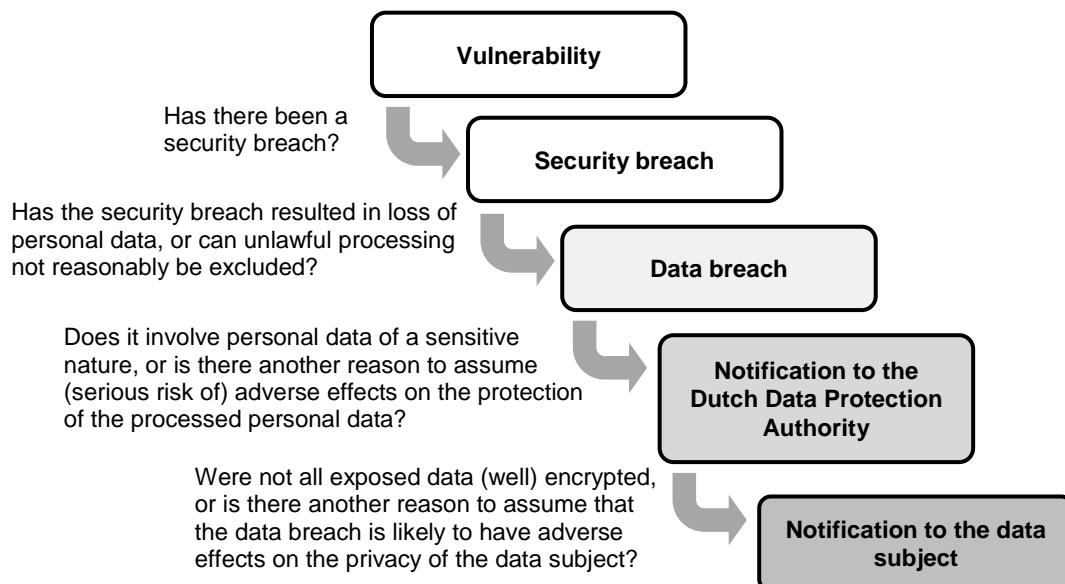 Vulnerability
Has there been a
security breach?
Security breach
Has the security breach resulted in loss of
personal data, or can unlawful processing
not reasonably be excluded?
Data breach
Does it involve personal data of a sensitive
nature, or is there another reason to assume
(serious risk of) adverse effects on the protection
of the processed personal data?
Notification to the
Dutch Data Protection
Authority
Were not all exposed data (well) encrypted,
or is there another reason to assume that
the data breach is likely to have adverse
effects on the privacy of the data subject?
Notification to the data
subject